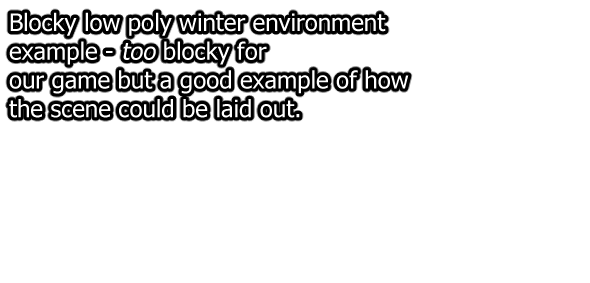 Blocky low poly winter environment
example - too blocky for
our game but a good example of how
the scene could be laid out.